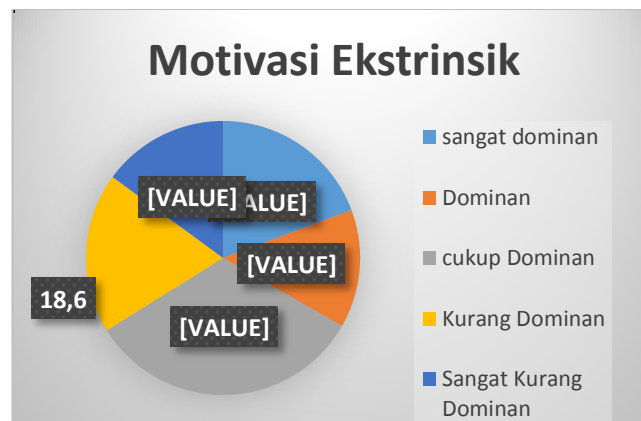 Motivasi Ekstrinsik
[VALUE]
ALUE]
[VALUE]
18,6
[VALUE]
sangat dominan
Dominan
cukup Dominan
Kurang Dominan
Sangat Kurang
Dominan